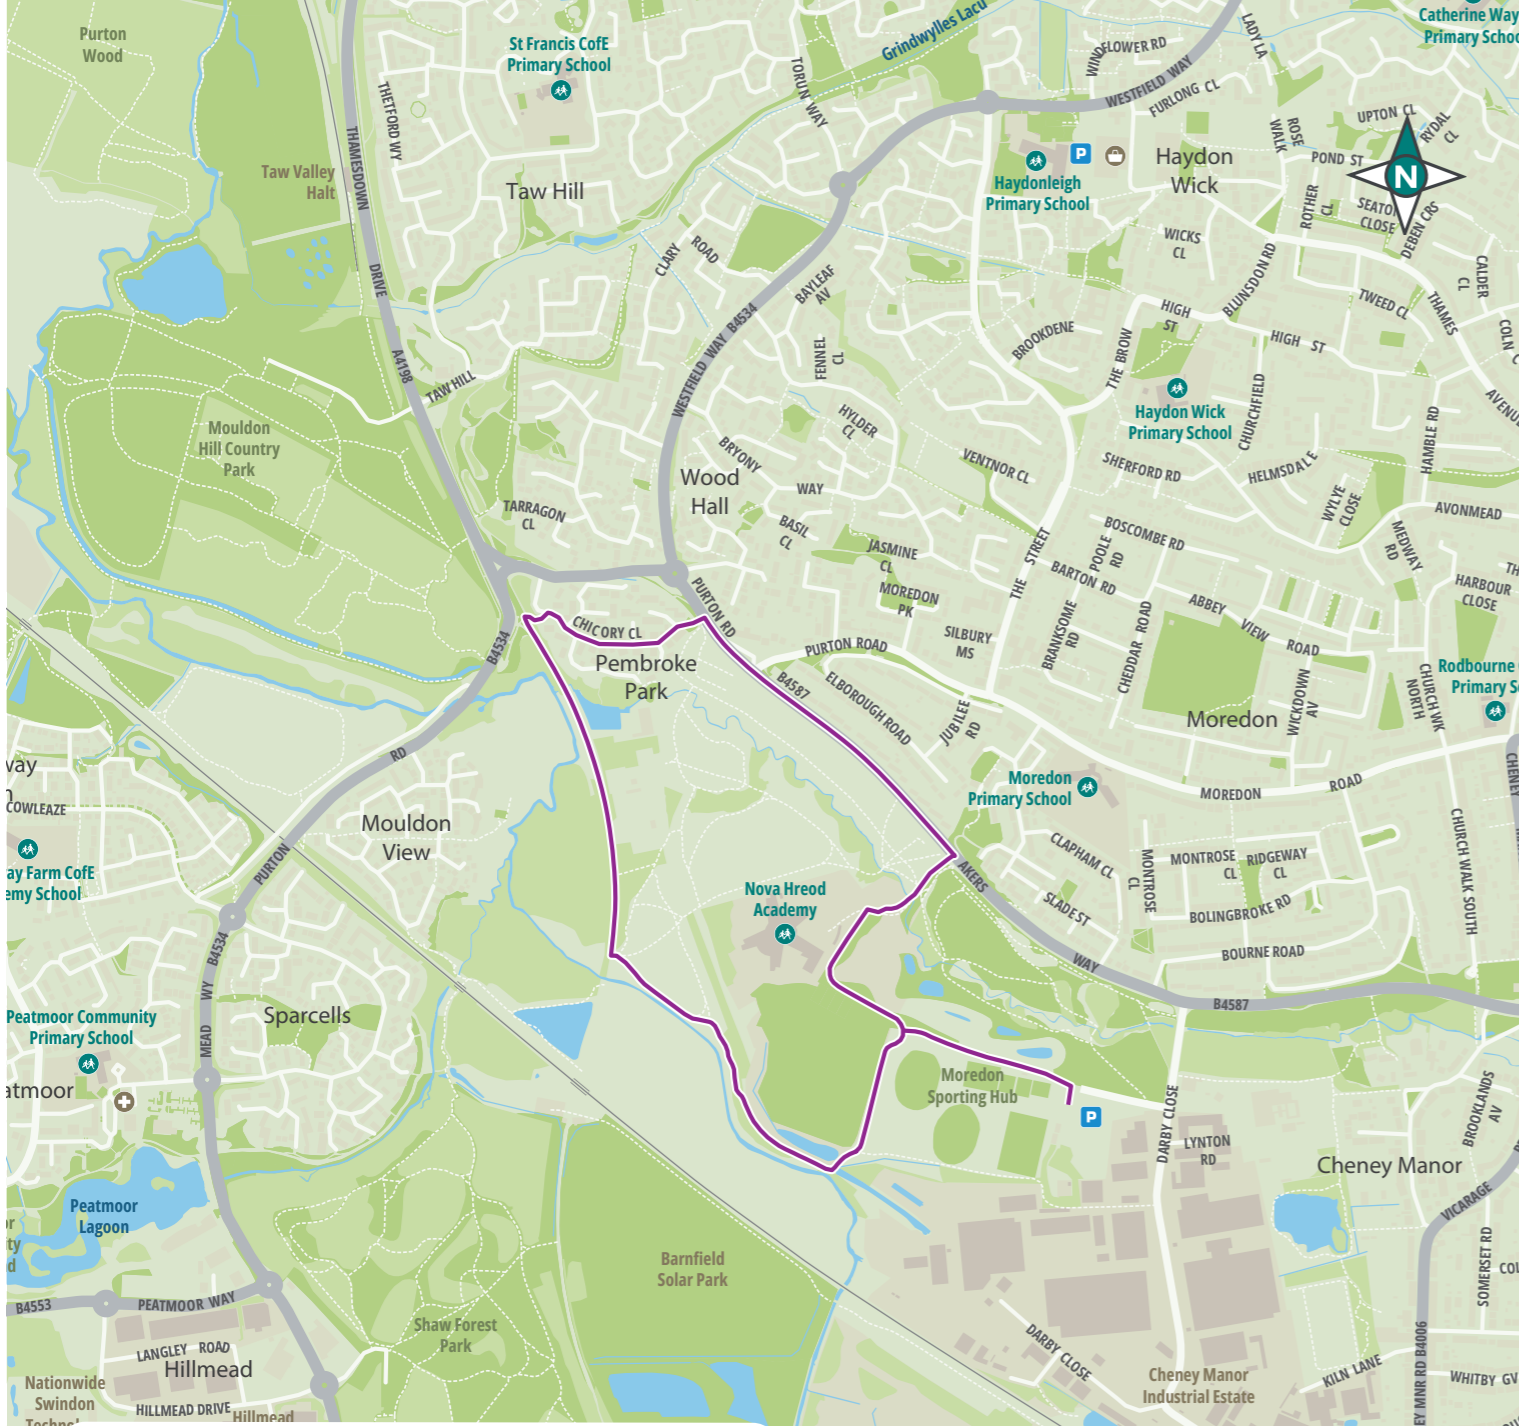 Purton
Wood
St Francis CofE
Primary School
Grindwylles Lacu
WINDFLOWER RD
LADY LA
Catherine Way
Primary
WESTFIELD WAY
FURLONG CL
THETFORD WY
TORUN WAY
UPTON CL
RYDAL
CL
ROSE
WALK
POND ST
N
P
Haydon
Wick
THAMESDOWN
DRIVE
A4198
Taw Valley
Halt
Taw Hill
Haydonleigh
Primary School
ROTHER
CL
SEATON
CLOSE
DEBEN CRS
WICKS
CL
BLUNSDON RD
CALDER
CL
CLARY
ROAD
BAYLEAF
AV
TWEED CL
THAMES
AVENUE
COLN
HIGH
ST
HIGH ST
BROOKDENE
THE BROW
WESTFIELD WAY B4534
FENNEL
CL
TAW HILL
HYLDER
CL
Haydon Wick
Primary School
CHURCHFIELD
HAMBLE RD
Mouldon
Hill Country
Park
BRYONY
WAY
VENTNOR CL
SHERFORD RD
HELMSDALE
Wood
Hall
WYLYE
CLOSE
AVONMEAD
TARRAGON
CL
BASIL
CL
JASMINE
CL
THE STREET
BOSCOMBE RD
POOLE
RD
BARTON RD
MEDWAY
RD
HARBOUR
CLOSE
MOREDON
PK
PURTON RD
ABBEY
VIEW
ROAD
BRANKSOME
RD
CHEDDAR ROAD
CHICORY CL
SILBURY
MS
PURTON ROAD
B4534
Pembroke
Park
B4587
ELBOROUGH ROAD
JUBILEE
RD
WICKDOWN
AV
CHURCH WK
NORTH
Rodbourne
Primary
Moredon
RD
PURTON
Moredon
Primary School
MOREDON
ROAD
CHENEY
COWLEAZE
Mouldon
View
CLAPHAM CL
MONTROSE
CL
MONTROSE
CL
RIDGEWAY
CL
CHURCH WALK SOUTH
Farm CofE
School
Nova Hreod
Academy
AKERS
WAY
SLADE ST
BOLINGBROKE RD
BOURNE ROAD
B4534
MEAD WY
B4587
Peatmoor Community
Primary School
Sparcells
Moredon
Sporting Hub
P
DARBY CLOSE
BROOKLANDS
AV
LYNTON
RD
Cheney Manor
Peatmoor
Lagoon
VICARAGE
SOMERSET RD
Barnfield
Solar Park
B4553
PEATMOOR WAY
Shaw Forest
Park
LANGLEY ROAD
Hillmead
DARBY CLOSE
Cheney Manor
Industrial Estate
KILN LANE
MNR RD B4006
WHITBY GV
Nationwide
Swindon
HILLMEAD DRIVE
Hillmead